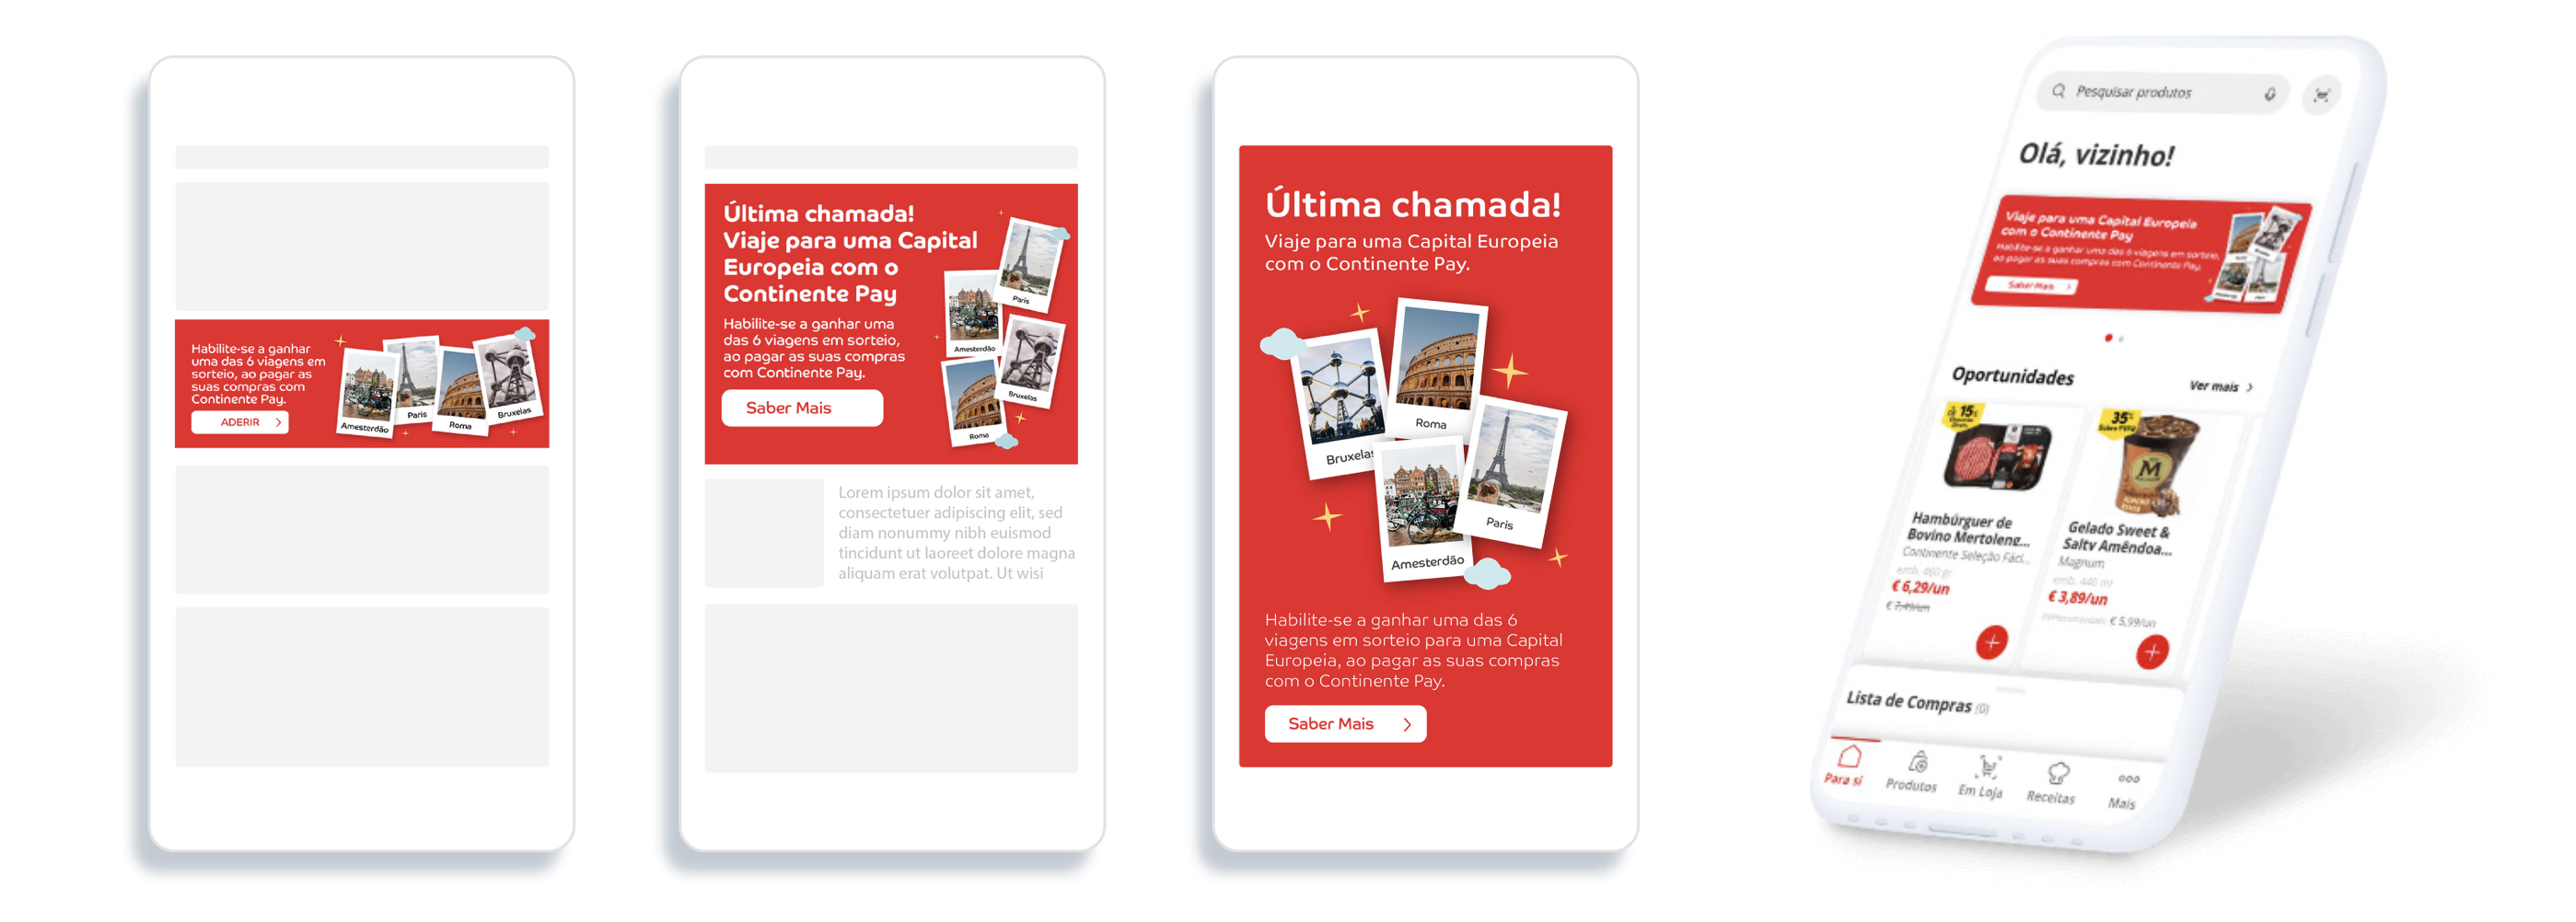 Habilite-se a ganhar
uma das 6 viagens em
sorteio, ao pagar as
suas compras com
Continente Pay.
ADERIR
Amesterdão
Paris
Roma
Bruxelas
Última chamada!
Viaje para uma Capital
Europeia com o
Continente Pay
Habilite-se a ganhar uma
das 6 viagens em sorteio,
ao pagar as suas compras
com Continente Pay.
Saber Mais
Paris
Amesterdão
Bruxelas
Roma
Lorem ipsum dolor sit amet,
consectetuer adipiscing elit, sed
diam nonummy nibh euismod
tincidunt ut laoreet dolore magna
aliquam erat volutpat. Ut wisi
Última chamada!
Viaje para uma Capital Europeia
com o Continente Pay.
Roma
Bruxelas
Paris
Amesterdão
Habilite-se a ganhar uma das 6
viagens em sorteio para uma Capital
Europeia, ao pagar as suas compras
com o Continente Pay.
Saber Mais
Pesquisar produtos
Olá, vizinho!
Viaje para uma Capital Europeia
com o Continente Pay
Habilite-se a ganhar uma das 6 viagens em sorteio,
ao pagar as suas compras com Continente Pay.
Saber Mais
Oportunidades
Ver mais
15
35
M
Hambúrguer de
Bovino Mertoleng...
Continente Seleção Fáci...
emb. 460 gr
€ 6,29/un
€ 7,49/un
Gelado Sweet &
Salty Amêndoa...
Magnum
emb. 440 ml
€ 3,89/un
€ 5,99/un
Lista de Compras (0)
Para si
Produtos
Em Loja
Receitas
Mais